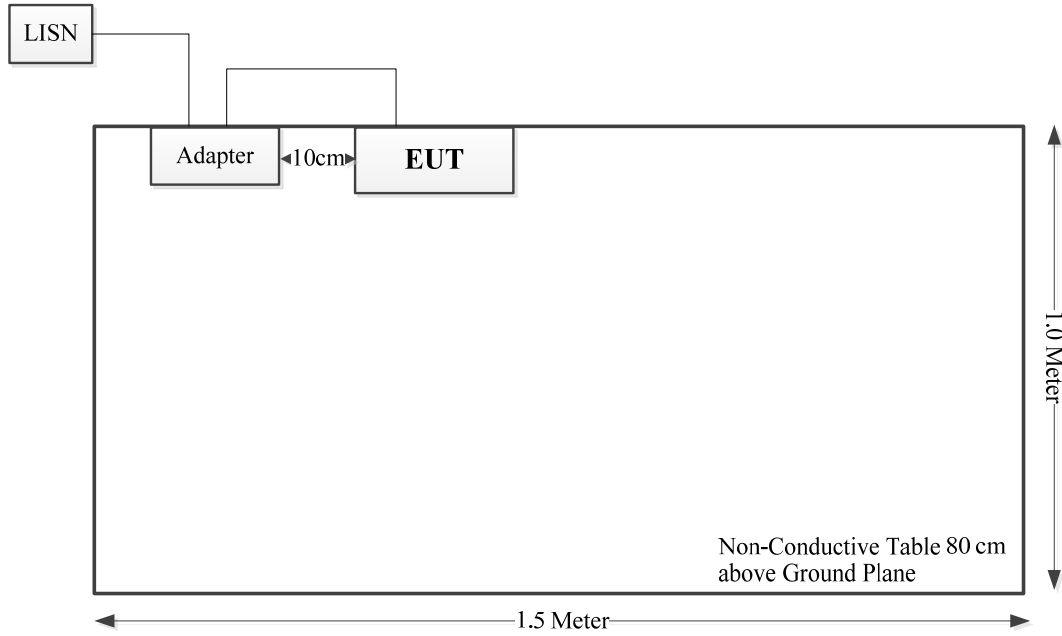 LISN
Adapter
10cm
EUT
1.0 Meter
Non-Conductive Table 80 cm
above Ground Plane
1.5 Meter